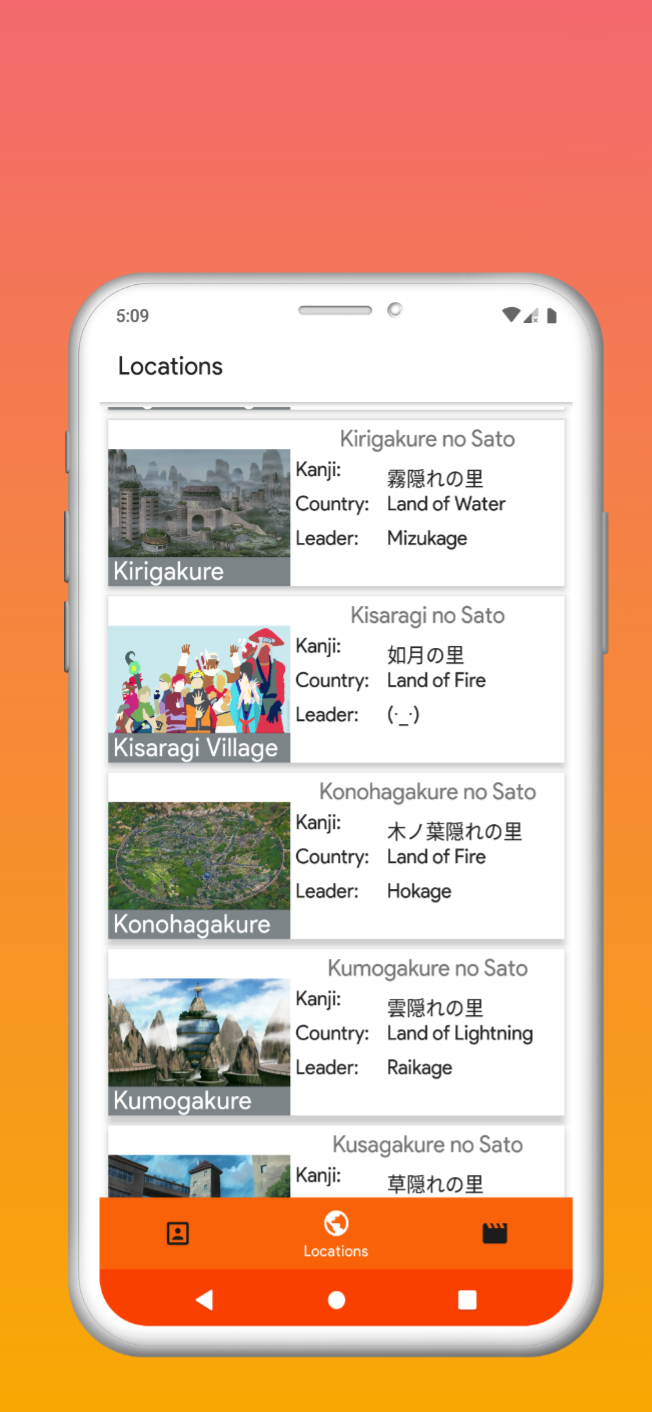 5:09
Locations
Kirigakure no Sato
Kanji: 霧隠れの里
Country: Land of Water
Leader: Mizukage
Kirigakure
Kisaragi no Sato
Kanji: 如月の里
Country: Land of Fire
Leader: (·_·)
Kisaragi Village
Konohagakure no Sato
Kanji: 木ノ葉隠れの里
Country: Land of Fire
Leader: Hokage
Konohagakure
Kumogakure no Sato
Kanji: 雲隠れの里
Country: Land of Lightning
Leader: Raikage
Kumogakure
Kusagakure no Sato
Kanji: 草隠れの里
Locations